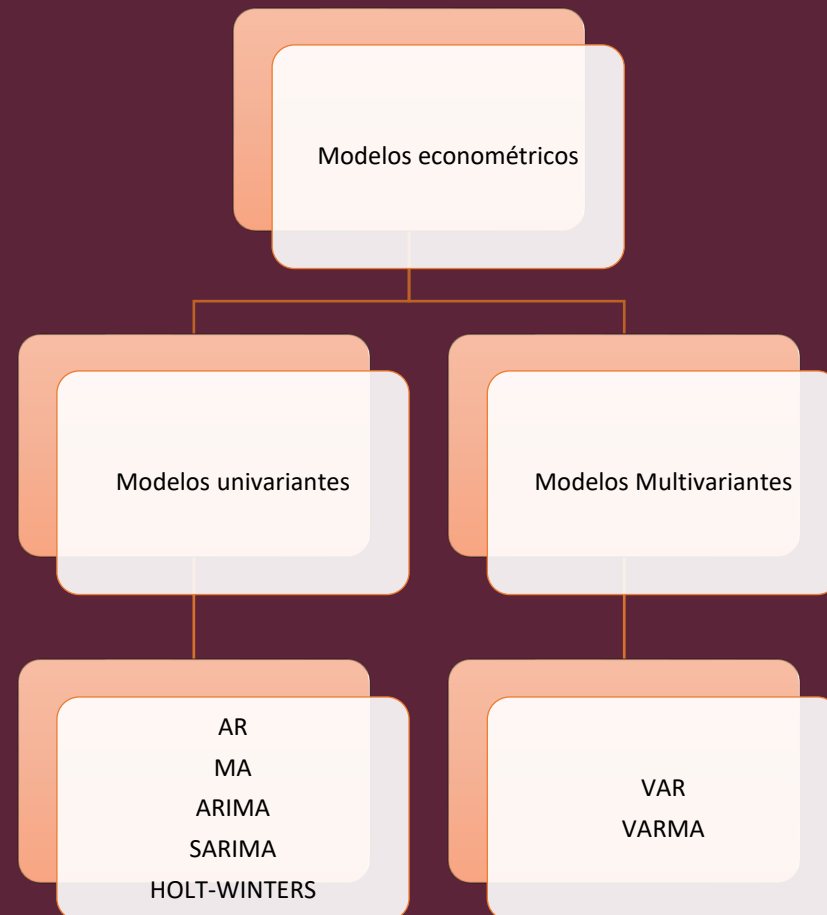 Modelos econométricos
Modelos univariantes
Modelos Multivariantes
AR
MA
ARIMA
SARIMA
HOLT-WINTERS
VAR
VARMA